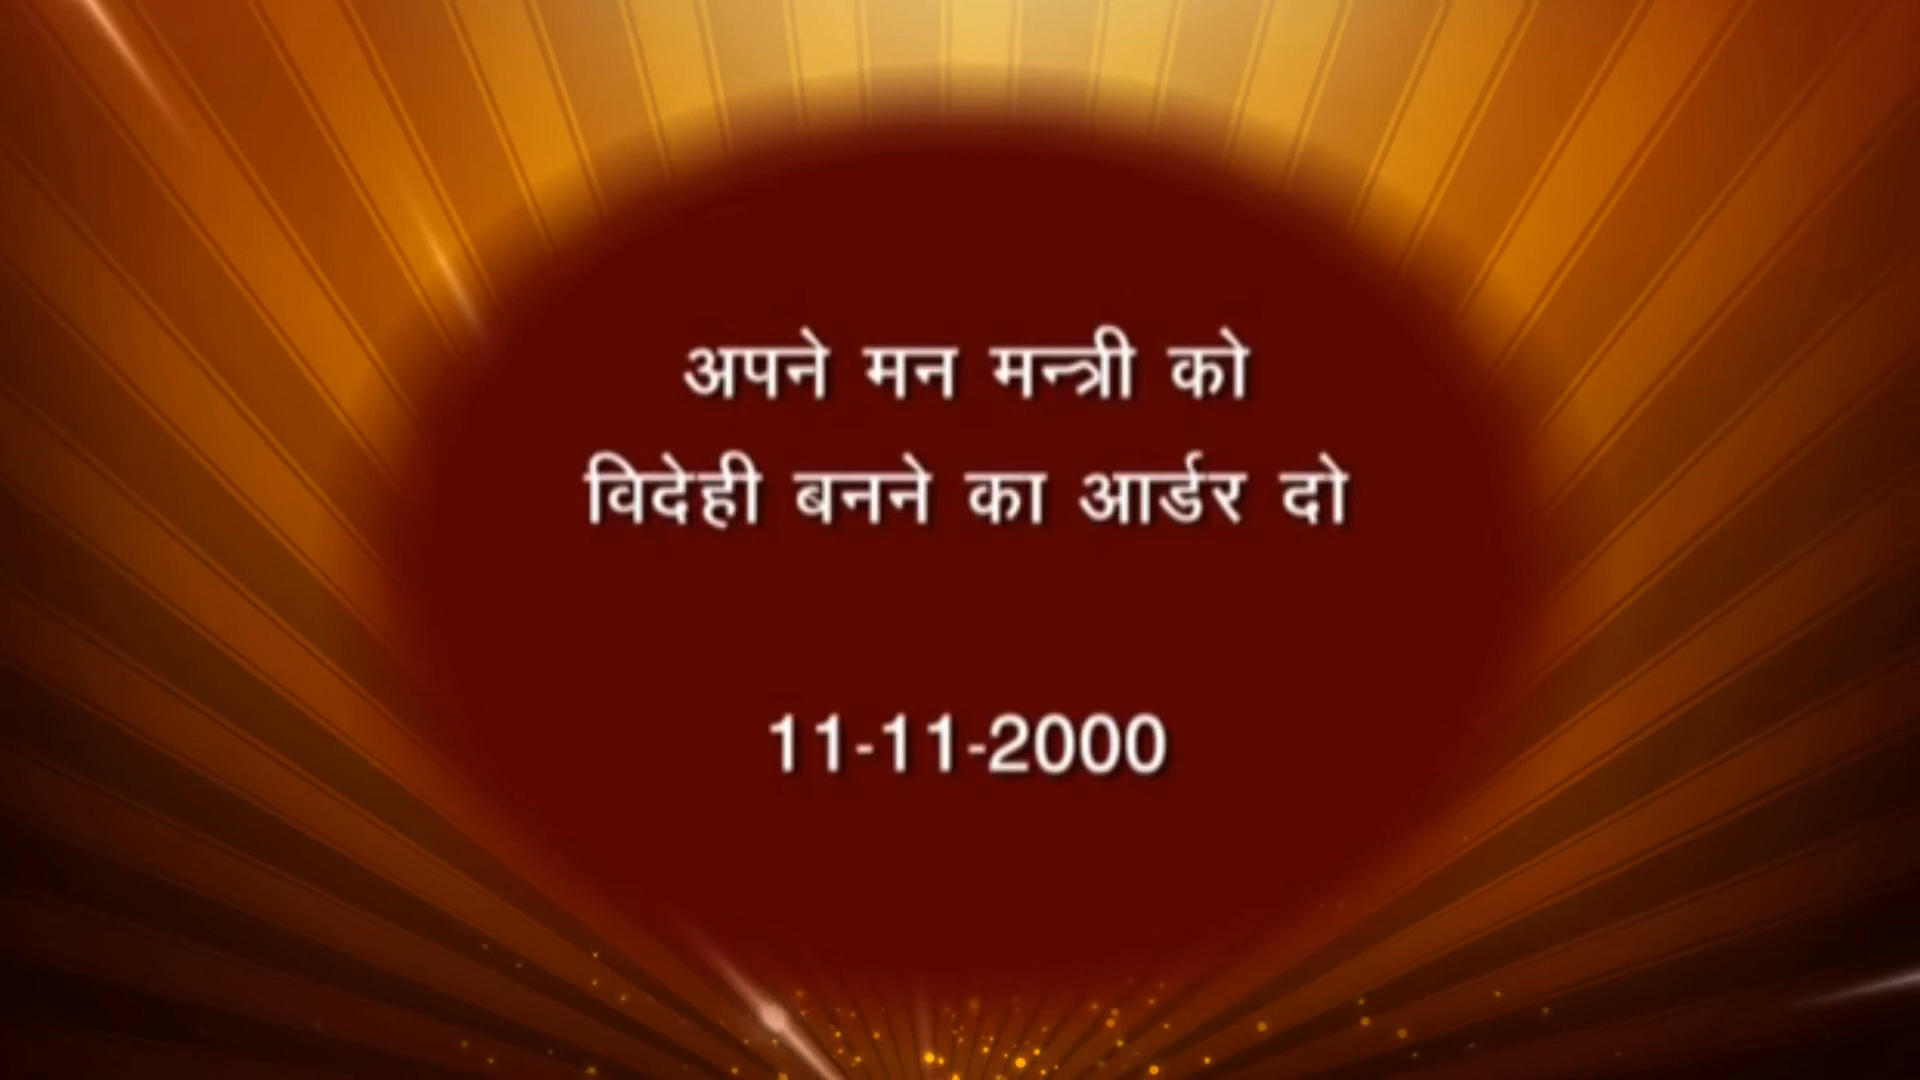 अपने मन मन्त्री को
विदेही बनने का आर्डर दो
11-11-2000